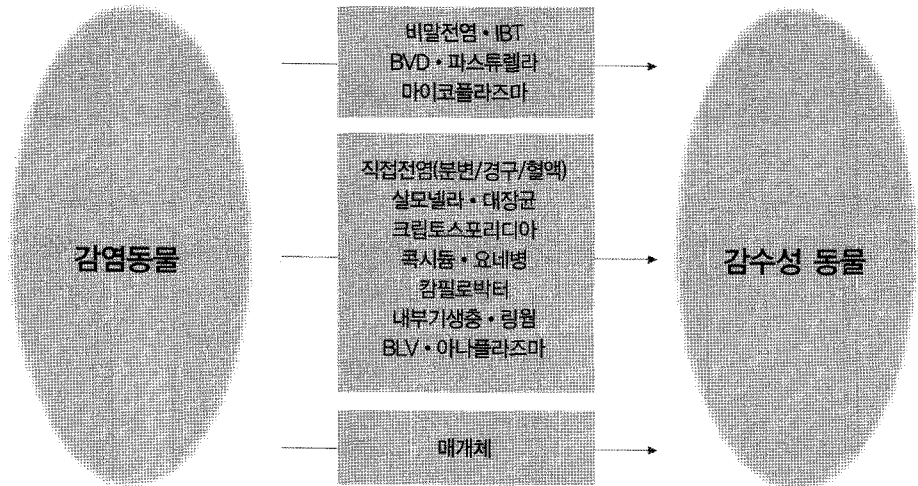 비말전염 • IBT
BVD • 파스튜렐라
마이코플라즈마
직접전염(분변/경구/혈액)
살모넬라 • 대장균
크립토스포리디아
콕시듐 • 요네병
캄필로박터
내부기생충 • 링웜
BLV • 아나플라즈마
매개체
감염동물
감수성 동물